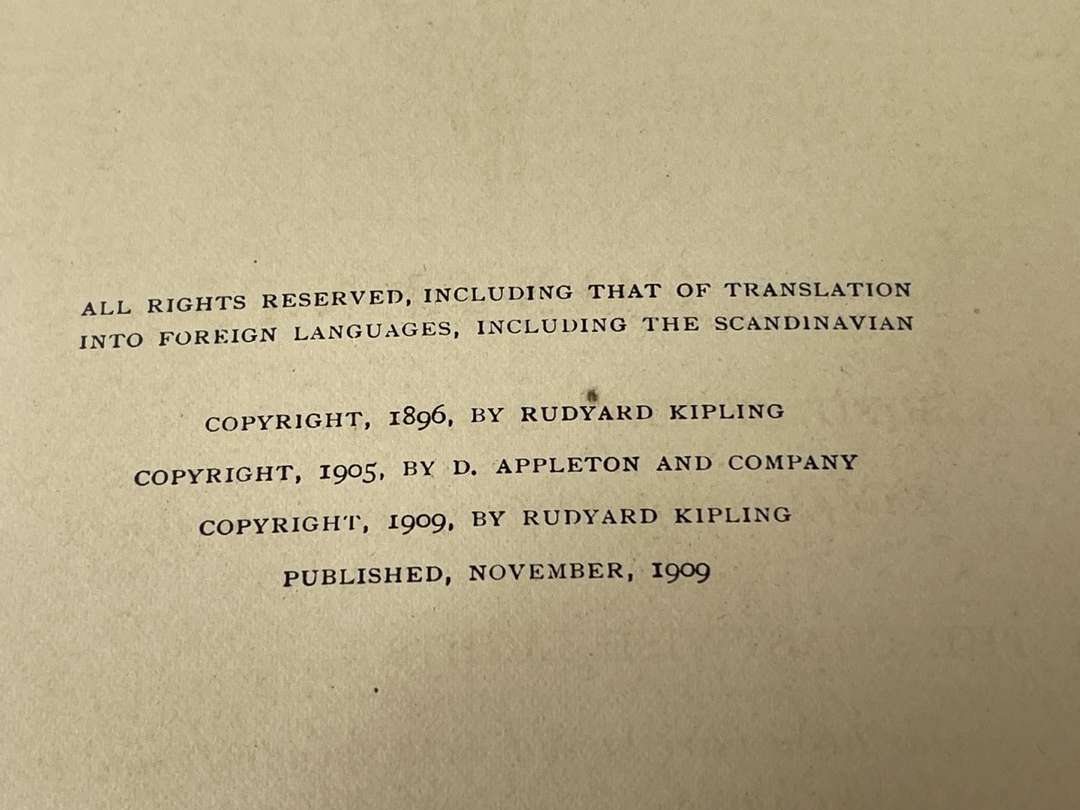 ALL RIGHTS RESERVED, INCLUDING THAT OF TRANSLATION
INTO FOREIGN LANGUAGES, INCLUDING THE SCANDINAVIAN
COPYRIGHT, 1896, BY RUDYARD KIPLING
COPYRIGHT, 1905, BY D. APPLETON AND COMPANY
COPYRIGHT, 1909, BY RUDYARD KIPLING
PUBLISHED, NOVEMBER, 1909